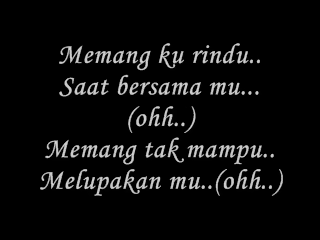 Memang ku rindu..
Saat bersama mu...
(ohh..)
Memang tak mampu..
Melupakan mu..(ohh..)